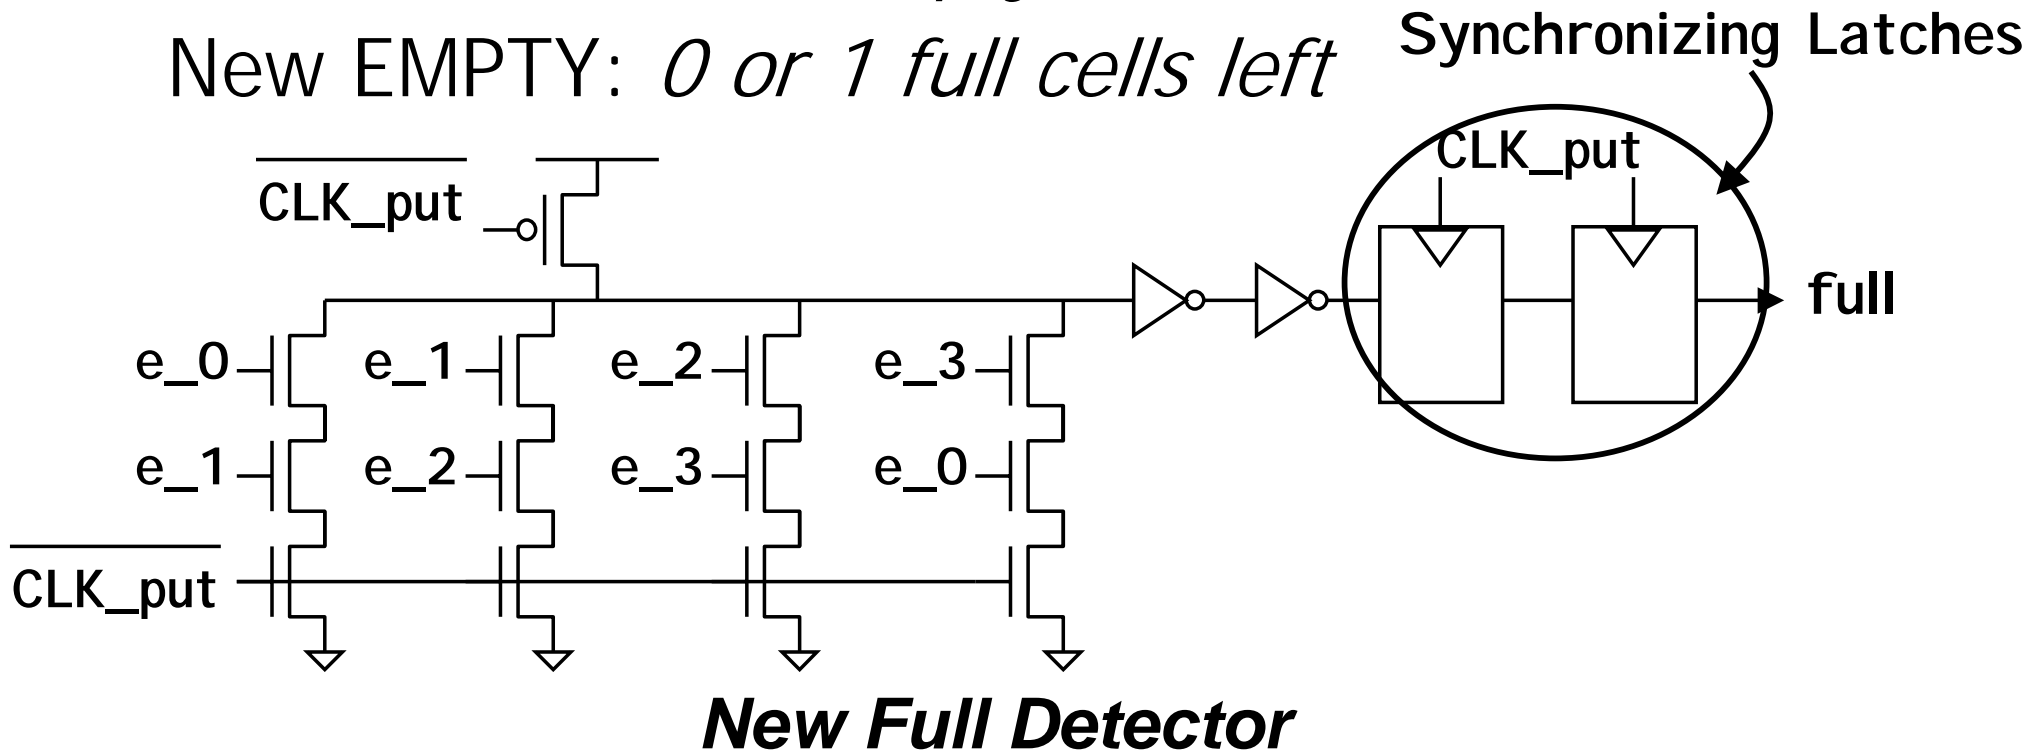 Synchronizing Latches
New EMPTY: 0 or 1 full cells left
CLK_put
CLK_put
full
e_0 e_1 e_2 e_3
e_1 e_2 e_3 e_0
CLK_put
New Full Detector